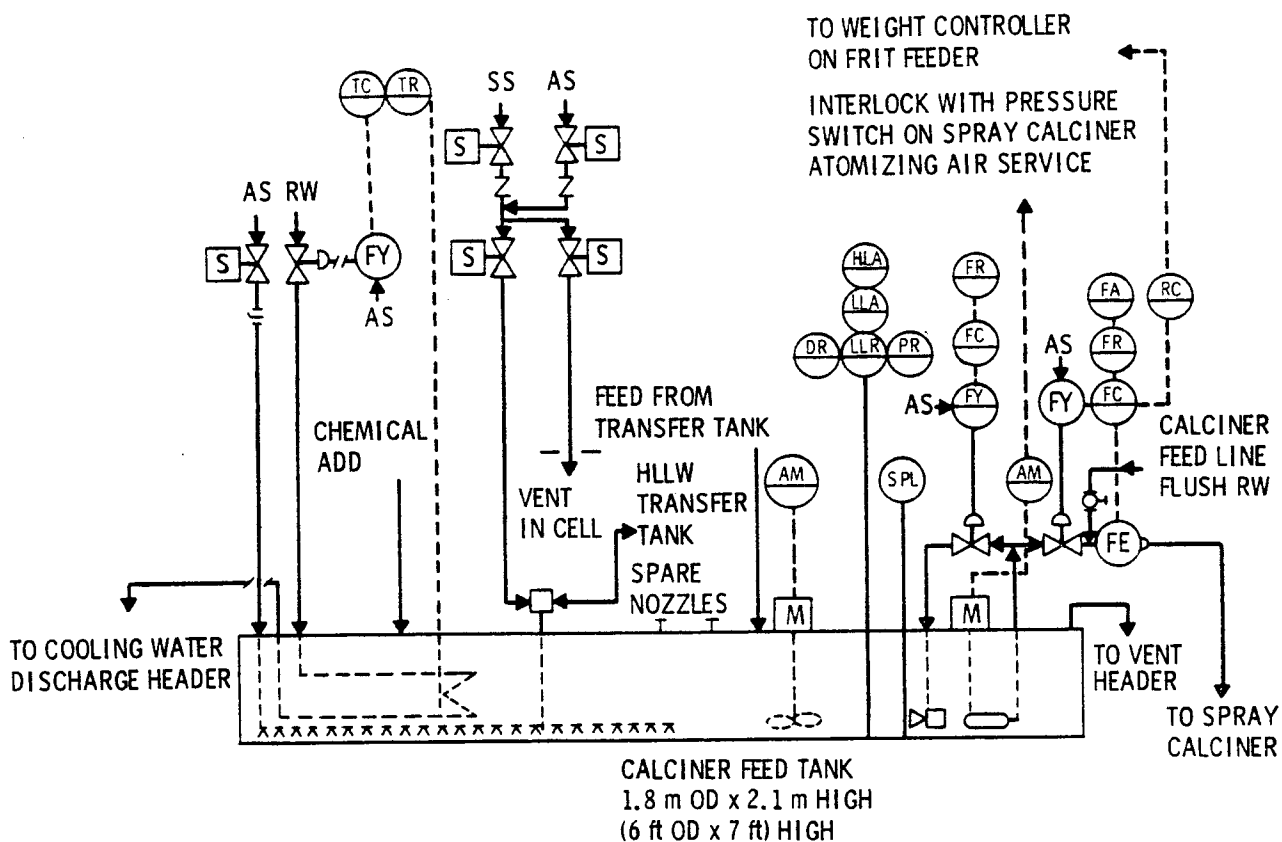 TO WEIGHT CONTROLLER
ON FRIT FEEDER
INTERLOCK WITH PRESSURE
SWITCH ON SPRAY CALCINER
ATOMIZING AIR SERVICE
TC
TR
SS
AS
S
S
AS
RW
S
FY
AS
S
S
HLA
LLA
DR
LLR
PR
FR
FC
AS
FY
AS
FY
FA
FR
FC
RC
CHEMICAL
ADD
FEED FROM
TRANSFER TANK
VENT
IN CELL
HLLW
TRANSFER
TANK
SPARE
NOZZLES
AM
SPL
AM
CALCINER
FEED LINE
FLUSH RW
FE
M
M
TO COOLING WATER
DISCHARGE HEADER
TO VENT
HEADER
TO SPRAY
CALCINER
CALCINER FEED TANK
1.8 m OD x 2.1 m HIGH
(6 ft OD x 7 ft) HIGH